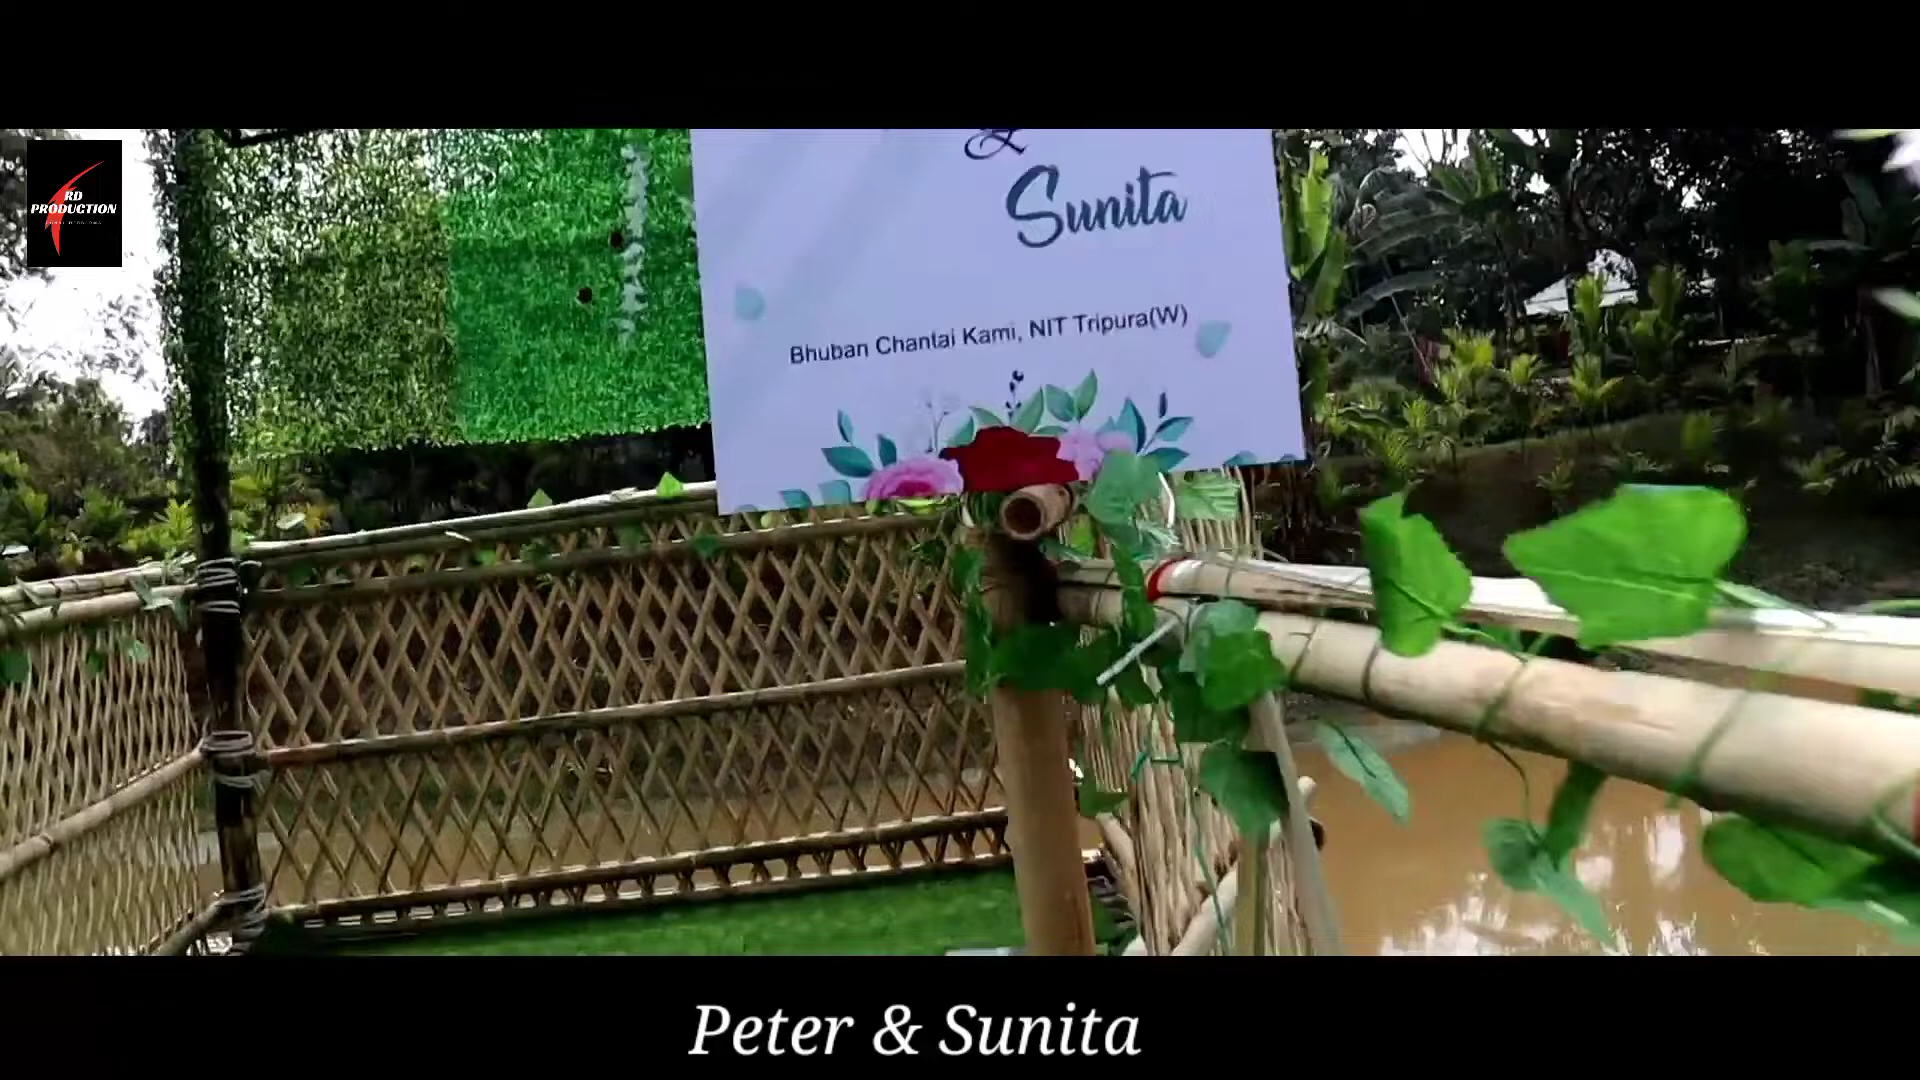 RD
PRODUCTION
&
Sunita
Bhuban Chantai Kami, NIT Tripura(W)
Peter & Sunita